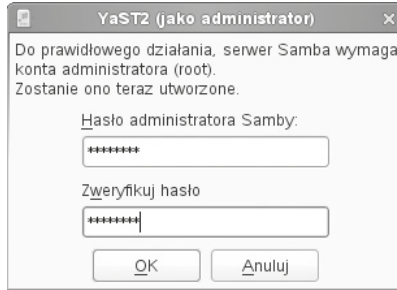 YaST2 (jako administrator)
Do prawidłowego działania, serwer Samba wymaga
konta administratora (root).
Zostanie ono teraz utworzone.
Hasło administratora Samby:
********
Zweryfikuj hasło
********
OK Anuluj